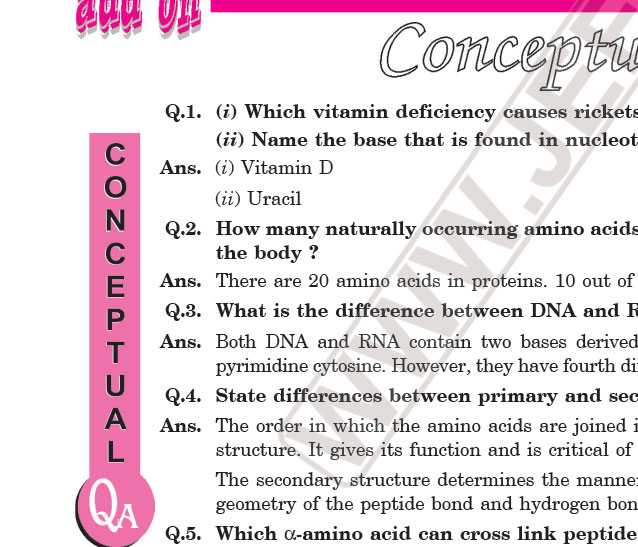 add on
Conceptu
Q.1. (i) Which vitamin deficiency causes rickets
(ii) Name the base that is found in nucleot
Ans. (i) Vitamin D
(ii) Uracil
Q.2. How many naturally occurring amino acids
the body ?
Ans. There are 20 amino acids in proteins. 10 out of
Q.3. What is the difference between DNA and R
Ans. Both DNA and RNA contain two bases derived
pyrimidine cytosine. However, they have fourth di
Q.4. State differences between primary and sec
Ans. The order in which the amino acids are joined i
structure. It gives its function and is critical of
The secondary structure determines the manner
geometry of the peptide bond and hydrogen bon
Q.5. Which α-amino acid can cross link peptide
CONCEPTUAL
QA
WWW.JEE